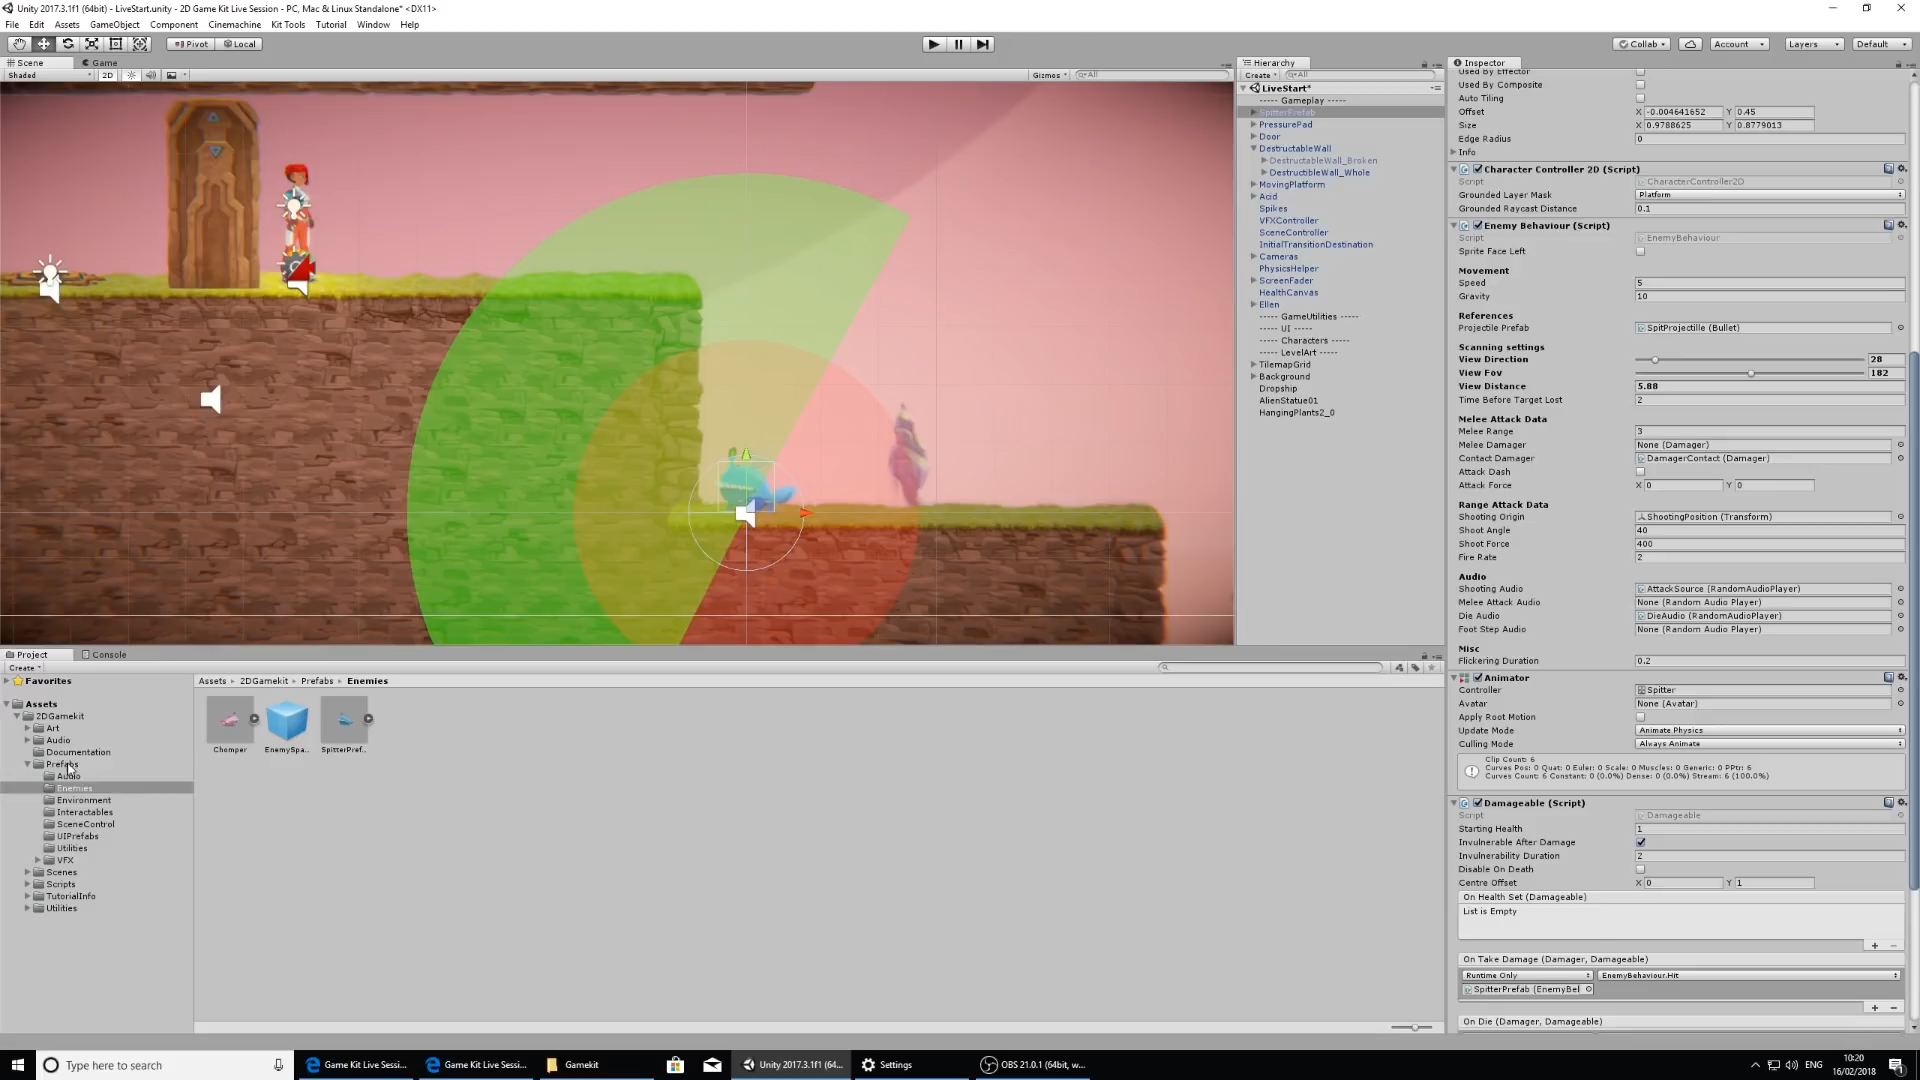 Unity 2017.3.1f1 (64bit) - LiveStart.unity - 2D Game Kit Live Session - PC, Mac & Linux Standalone* <DX11>
File Edit Assets GameObject Component Cinemachine Kit Tools Tutorial Window Help
Pivot Local Collab Account Layers Default
Scene Game
Shaded 2D Gizmos All
Hierarchy
Create All
LiveStart*
----- Gameplay -----
SpitterPrefab
PressurePad
Door
DestructableWall
DestructableWall_Broken
DestructibleWall_Whole
MovingPlatform
Acid
Spikes
VFXController
SceneController
InitialTransitionDestination
Cameras
PhysicsHelper
ScreenFader
HealthCanvas
Ellen
----- GameUtilities -----
----- UI -----
----- Characters -----
----- LevelArt -----
TilemapGrid
Background
Dropship
AlienStatue01
HangingPlants2_0
Inspector
Used By Effector
Used By Composite
Auto Tiling
Offset X -0.004641652 Y 0.45
Size X 0.9788625 Y 0.8779013
Edge Radius 0
Info
Character Controller 2D (Script)
Script CharacterController2D
Grounded Layer Mask Platform
Grounded Raycast Distance 0.1
Enemy Behaviour (Script)
Script EnemyBehaviour
Sprite Face Left
Movement
Speed 5
Gravity 10
References
Projectile Prefab SpitProjectille (Bullet)
Scanning settings
View Direction 28
View Fov 182
View Distance 5.88
Time Before Target Lost 2
Melee Attack Data
Melee Range 3
Melee Damager None (Damager)
Contact Damager DamagerContact (Damager)
Attack Dash
Attack Force X 0 Y 0
Range Attack Data
Shooting Origin ShootingPosition (Transform)
Shoot Angle 40
Shoot Force 400
Fire Rate 2
Audio
Shooting Audio AttackSource (RandomAudioPlayer)
Melee Attack Audio None (Random Audio Player)
Die Audio DieAudio (RandomAudioPlayer)
Foot Step Audio None (Random Audio Player)
Misc
Flickering Duration 0.2
Animator
Controller Spitter
Avatar None (Avatar)
Apply Root Motion
Update Mode Animate Physics
Culling Mode Always Animate
Clip Count: 6
Curves Pos: 0 Quat: 0 Euler: 0 Scale: 0 Muscles: 0 Generic: 0 PPtr: 6
Curves Count: 6 Constant: 0 (0.0%) Dense: 0 (0.0%) Stream: 6 (100.0%)
Damageable (Script)
Script Damageable
Starting Health 1
Invulnerable After Damage
Invulnerability Duration 2
Disable On Death
Centre Offset X 0 Y 1
On Health Set (Damageable)
List is Empty
On Take Damage (Damager, Damageable)
Runtime Only EnemyBehaviour.Hit
SpitterPrefab (EnemyBel
On Die (Damager, Damageable)
Project Console
Create
Favorites
Assets
2DGamekit
Art
Audio
Documentation
Prefabs
Audio
Enemies
Environment
Interactables
SceneControl
UIPrefabs
Utilities
VFX
Scenes
Scripts
TutorialInfo
Utilities
Assets 2DGamekit Prefabs Enemies
Chomper EnemySpa... SpitterPref...
Type here to search
Game Kit Live Sessi... Game Kit Live Sessi... Gamekit Unity 2017.3.1f1 (64... Settings OBS 21.0.1 (64bit, w...
ENG
10:20
16/02/2018